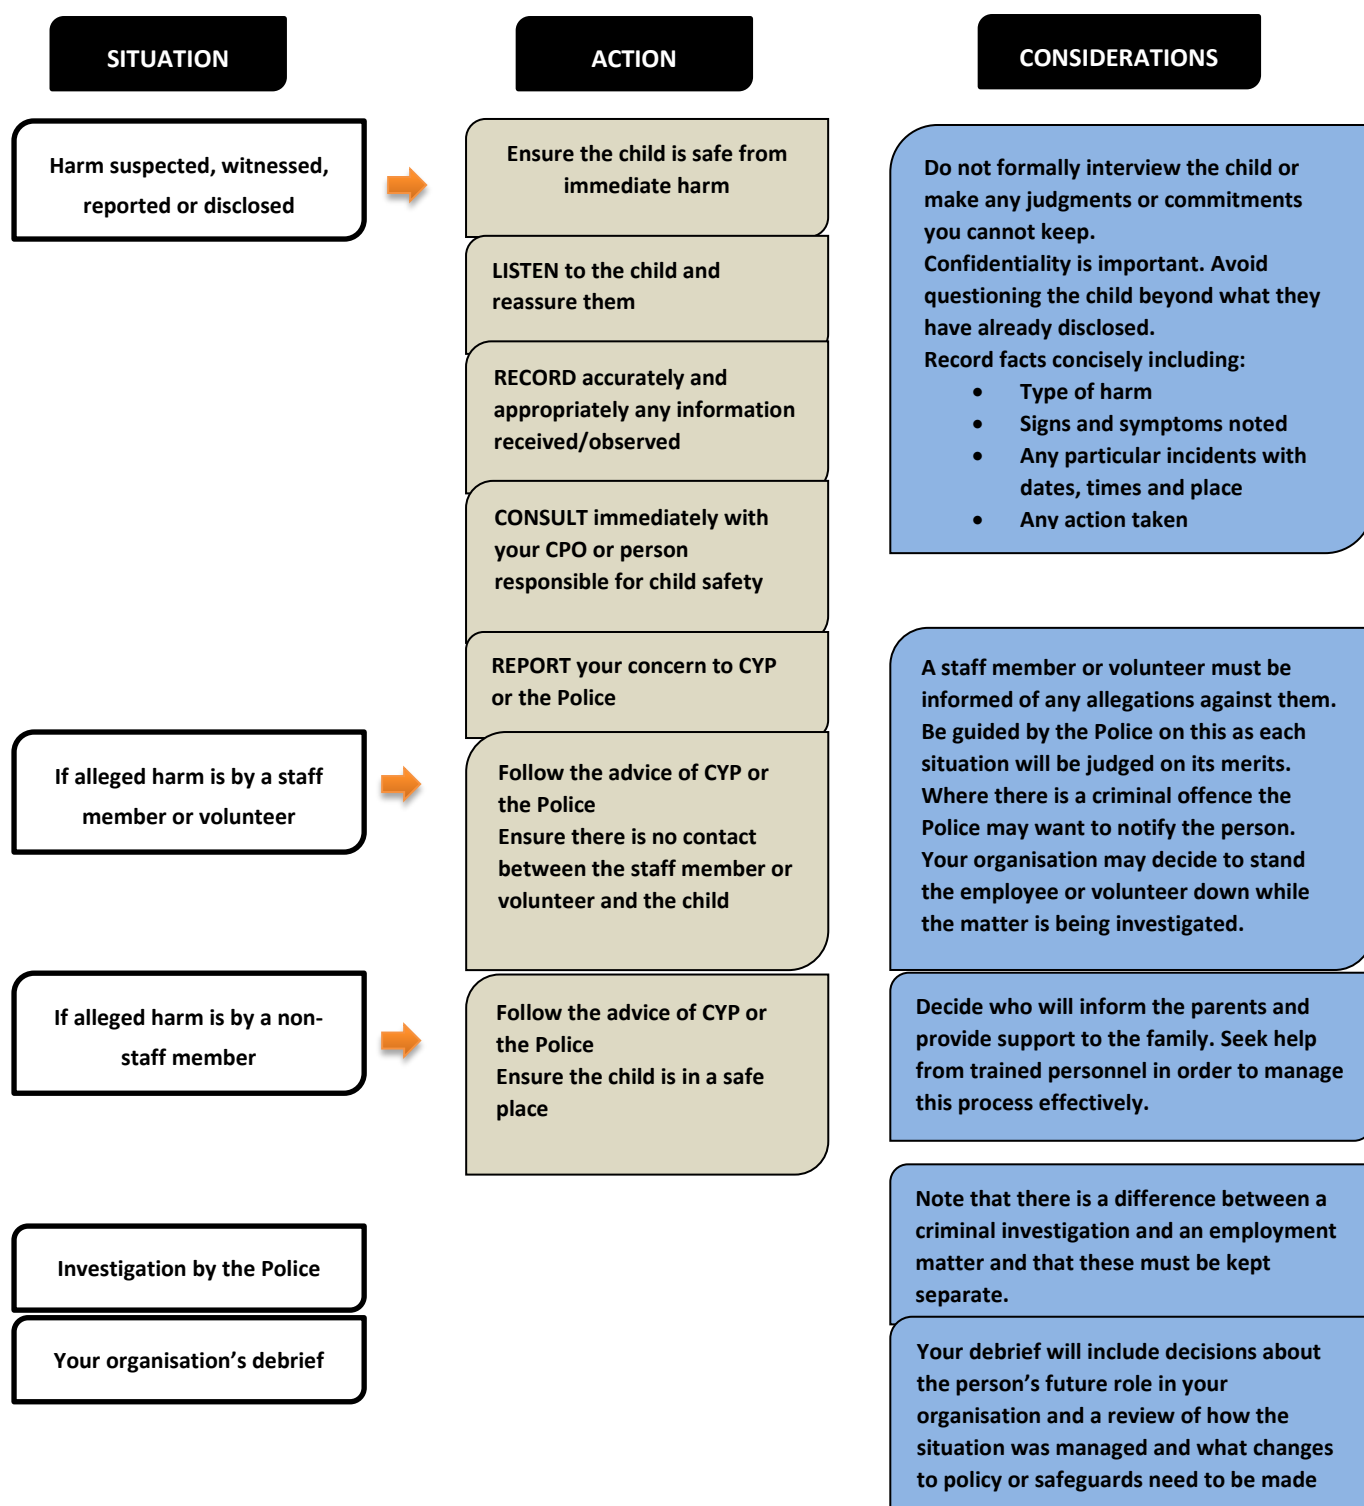 SITUATION
ACTION
CONSIDERATIONS
Harm suspected, witnessed,
reported or disclosed
Ensure the child is safe from
immediate harm
LISTEN to the child and
reassure them
RECORD accurately and
appropriately any information
received/observed
CONSULT immediately with
your CPO or person
responsible for child safety
REPORT your concern to CYP
or the Police
Do not formally interview the child or
make any judgments or commitments
you cannot keep.
Confidentiality is important. Avoid
questioning the child beyond what they
have already disclosed.
Record facts concisely including:
• Type of harm
• Signs and symptoms noted
• Any particular incidents with
dates, times and place
• Any action taken
If alleged harm is by a staff
member or volunteer
Follow the advice of CYP or
the Police
Ensure there is no contact
between the staff member or
volunteer and the child
A staff member or volunteer must be
informed of any allegations against them.
Be guided by the Police on this as each
situation will be judged on its merits.
Where there is a criminal offence the
Police may want to notify the person.
Your organisation may decide to stand
the employee or volunteer down while
the matter is being investigated.
If alleged harm is by a non-
staff member
Follow the advice of CYP or
the Police
Ensure the child is in a safe
place
Decide who will inform the parents and
provide support to the family. Seek help
from trained personnel in order to manage
this process effectively.
Investigation by the Police
Note that there is a difference between a
criminal investigation and an employment
matter and that these must be kept
separate.
Your organisation’s debrief
Your debrief will include decisions about
the person’s future role in your
organisation and a review of how the
situation was managed and what changes
to policy or safeguards need to be made